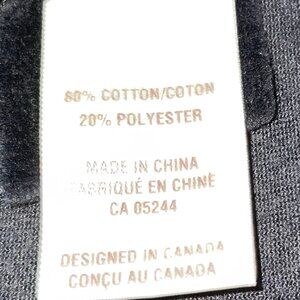 80% COTTON/COTON
20% POLYESTER
MADE IN CHINA
FABRIQUÉ EN CHINE
CA 05244
DESIGNED IN CANADA
CONÇU AU CANADA